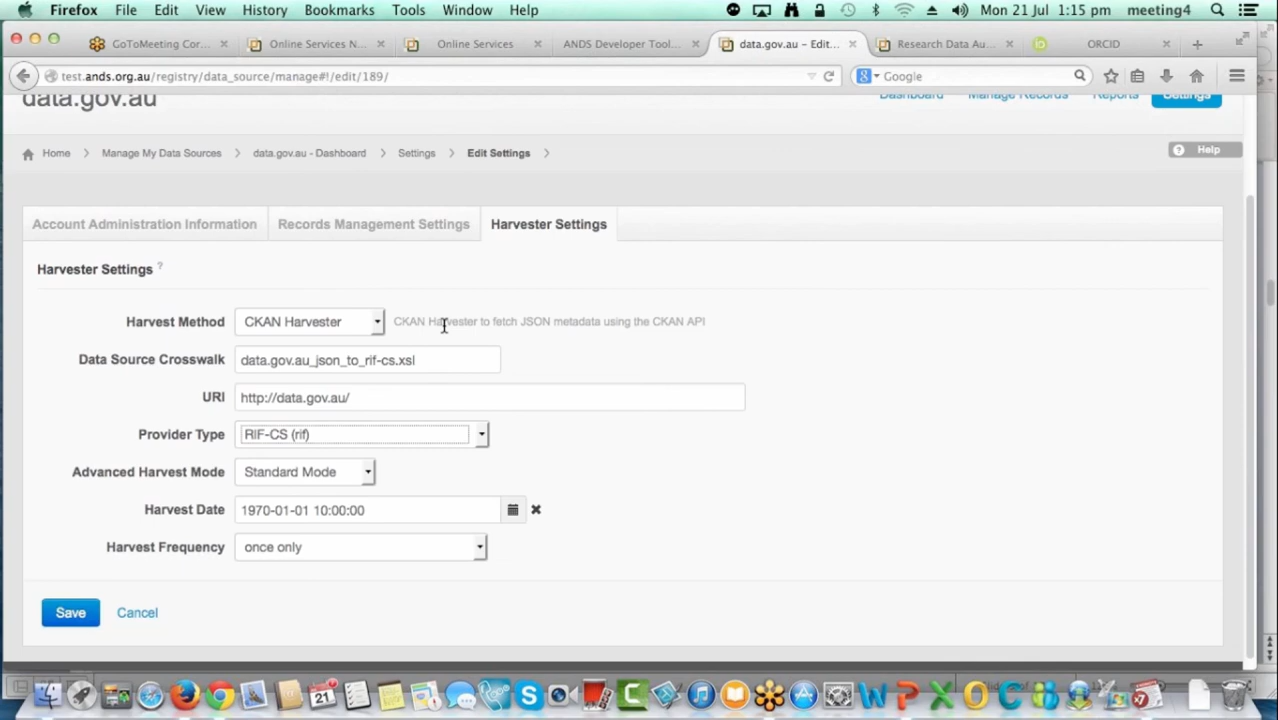 Firefox File Edit View History Bookmarks Tools Window Help Mon 21 Jul 1:15 pm meeting4
GoToMeeting Cor... Online Services N... Online Services ANDS Developer Tool... data.gov.au – Edit... Research Data Au... ORCID
test.ands.org.au/registry/data_source/manage#!/edit/189/ Google
data.gov.au Dashboard Manage Records Reports Settings
Home Manage My Data Sources data.gov.au - Dashboard Settings Edit Settings Help
Account Administration Information Records Management Settings Harvester Settings
Harvester Settings ?
Harvest Method CKAN Harvester CKAN Harvester to fetch JSON metadata using the CKAN API
Data Source Crosswalk data.gov.au_json_to_rif-cs.xsl
URI http://data.gov.au/
Provider Type RIF-CS (rif)
Advanced Harvest Mode Standard Mode
Harvest Date 1970-01-01 10:00:00
Harvest Frequency once only
Save Cancel